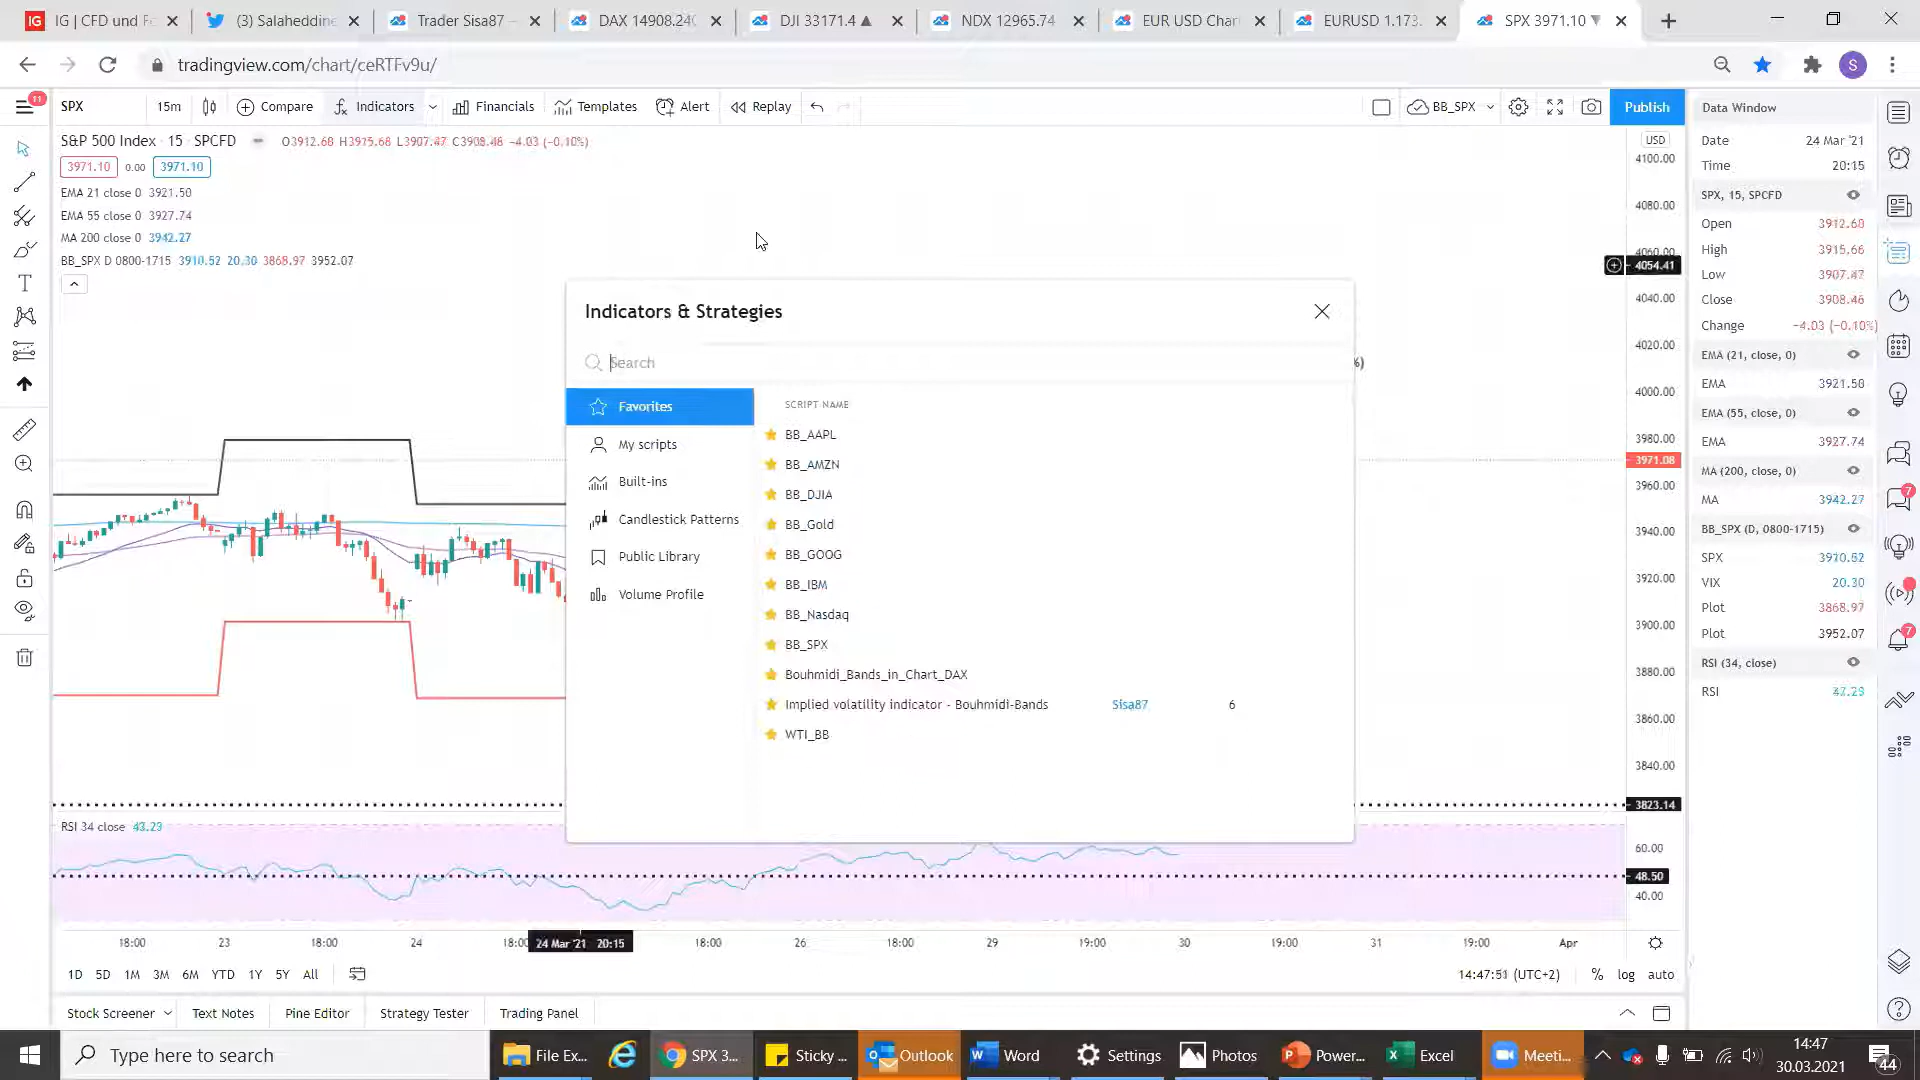 IG | CFD und Fo
(3) Salaheddine
Trader Sisa87 —
DAX 14908.240
DJI 33171.4 ▲
NDX 12965.74
EUR USD Chart
EURUSD 1.173.
SPX 3971.10 ▼
tradingview.com/chart/ceRTFv9u/
S
11
SPX
15m
Compare
Indicators
Financials
Templates
Alert
Replay
BB_SPX
Publish
S&P 500 Index · 15 · SPCFD
O3912.68 H3915.68 L3907.47 C3908.48 −4.03 (−0.10%)
3971.10 0.00 3971.10
EMA 21 close 0 3921.50
EMA 55 close 0 3927.74
MA 200 close 0 3942.27
BB_SPX D 0800-1715 3910.52 20.30 3868.97 3952.07
USD
4100.00
4080.00
4060.00
4054.41
4040.00
4020.00
4000.00
3980.00
3971.08
3960.00
3940.00
3920.00
3900.00
3880.00
3860.00
3840.00
3823.14
60.00
48.50
40.00
Indicators & Strategies
Search
%)
Favorites
My scripts
Built-ins
Candlestick Patterns
Public Library
Volume Profile
SCRIPT NAME
BB_AAPL
BB_AMZN
BB_DJIA
BB_Gold
BB_GOOG
BB_IBM
BB_Nasdaq
BB_SPX
Bouhmidi_Bands_in_Chart_DAX
Implied volatility indicator - Bouhmidi-Bands Sisa87 6
WTI_BB
RSI 34 close 43.23
18:00 23 18:00 24 18:00 24 Mar '21 20:15 18:00 26 18:00 29 19:00 30 19:00 31 19:00 Apr
1D 5D 1M 3M 6M YTD 1Y 5Y All
14:47:51 (UTC+2) % log auto
Stock Screener Text Notes Pine Editor Strategy Tester Trading Panel
Data Window
Date 24 Mar '21
Time 20:15
SPX, 15, SPCFD
Open 3912.60
High 3915.66
Low 3907.47
Close 3908.46
Change −4.03 (−0.10%)
EMA (21, close, 0)
EMA 3921.50
EMA (55, close, 0)
EMA 3927.74
MA (200, close, 0)
MA 3942.27
BB_SPX (D, 0800-1715)
SPX 3910.52
VIX 20.30
Plot 3868.97
Plot 3952.07
RSI (34, close)
RSI
7
7
Type here to search
File Ex...
SPX 3...
Sticky ...
Outlook
Word
Settings
Photos
Power...
Excel
Meeti...
14:47
30.03.2021
44